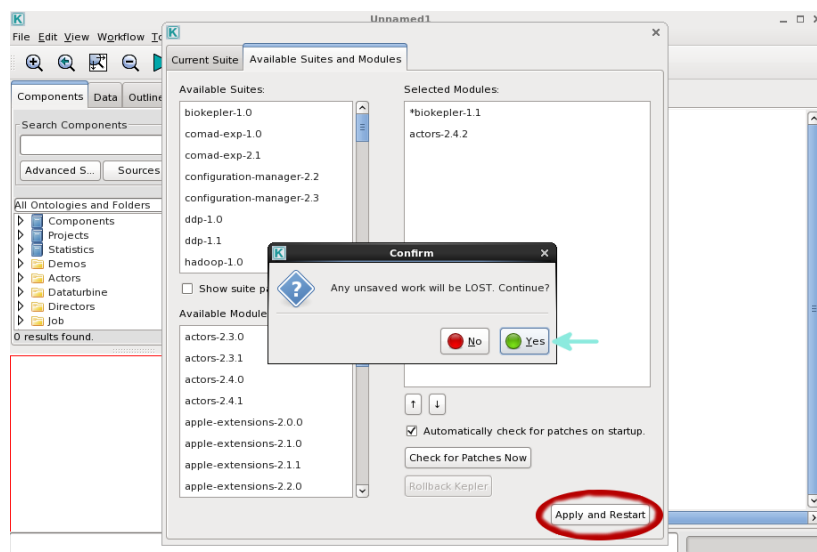 Unnamed1
File Edit View Workflow
Components Data Outline
Search Components
Advanced S... Sources
All Ontologies and Folders
Components
Projects
Statistics
Demos
Actors
Dataturbine
Directors
Job
0 results found.
Current Suite Available Suites and Modules
Available Suites:
biokepler-1.0
comad-exp-1.0
comad-exp-2.1
configuration-manager-2.2
configuration-manager-2.3
ddp-1.0
ddp-1.1
hadoop-1.0
Show suite
Available Module
actors-2.3.0
actors-2.3.1
actors-2.4.0
actors-2.4.1
apple-extensions-2.0.0
apple-extensions-2.1.0
apple-extensions-2.1.1
apple-extensions-2.2.0
Selected Modules:
*biokepler-1.1
actors-2.4.2
Confirm
Any unsaved work will be LOST. Continue?
No Yes
Automatically check for patches on startup.
Check for Patches Now
Rollback Kepler
Apply and Restart